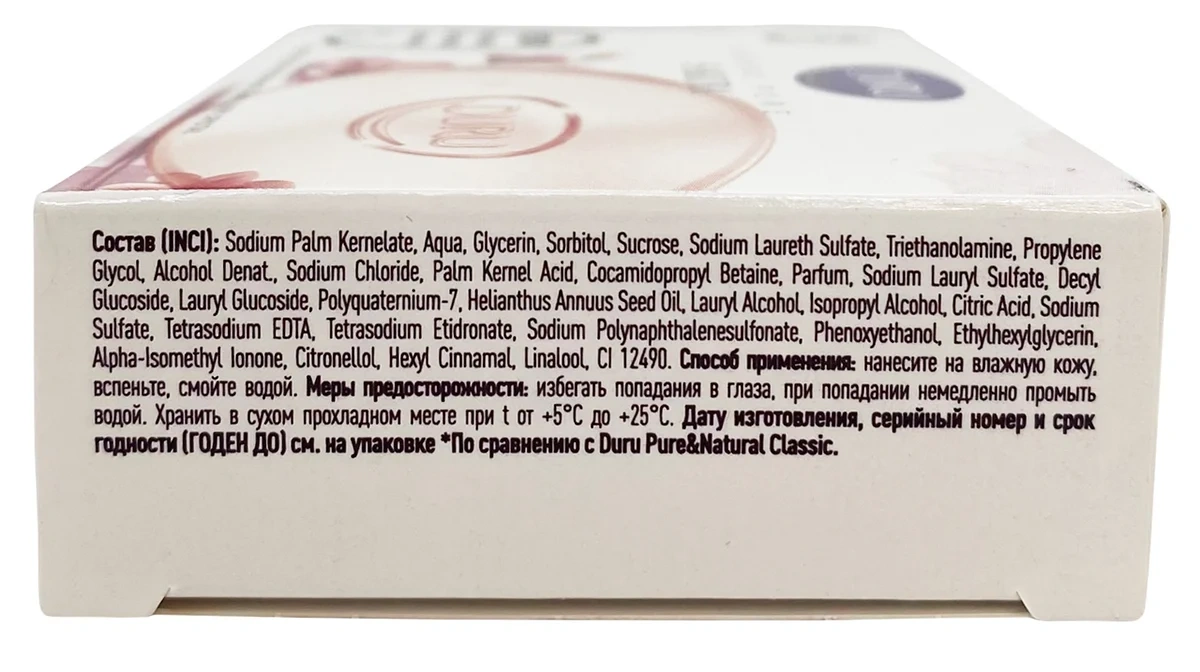 DURU
DURU
Состав (INCI): Sodium Palm Kernelate, Aqua, Glycerin, Sorbitol, Sucrose, Sodium Laureth Sulfate, Triethanolamine, Propylene
Glycol, Alcohol Denat., Sodium Chloride, Palm Kernel Acid, Cocamidopropyl Betaine, Parfum, Sodium Lauryl Sulfate, Decyl
Glucoside, Lauryl Glucoside, Polyquaternium-7, Helianthus Annuus Seed Oil, Lauryl Alcohol, Isopropyl Alcohol, Citric Acid, Sodium
Sulfate, Tetrasodium EDTA, Tetrasodium Etidronate, Sodium Polynaphthalenesulfonate, Phenoxyethanol, Ethylhexylglycerin,
Alpha-Isomethyl Ionone, Citronellol, Hexyl Cinnamal, Linalool, CI 12490. Способ применения: нанесите на влажную кожу,
вспеньте, смойте водой. Меры предосторожности: избегать попадания в глаза, при попадании немедленно промыть
водой. Хранить в сухом прохладном месте при t от +5°C до +25°C. Дату изготовления, серийный номер и срок
годности (ГОДЕН ДО) см. на упаковке *По сравнению с Duru Pure&Natural Classic.